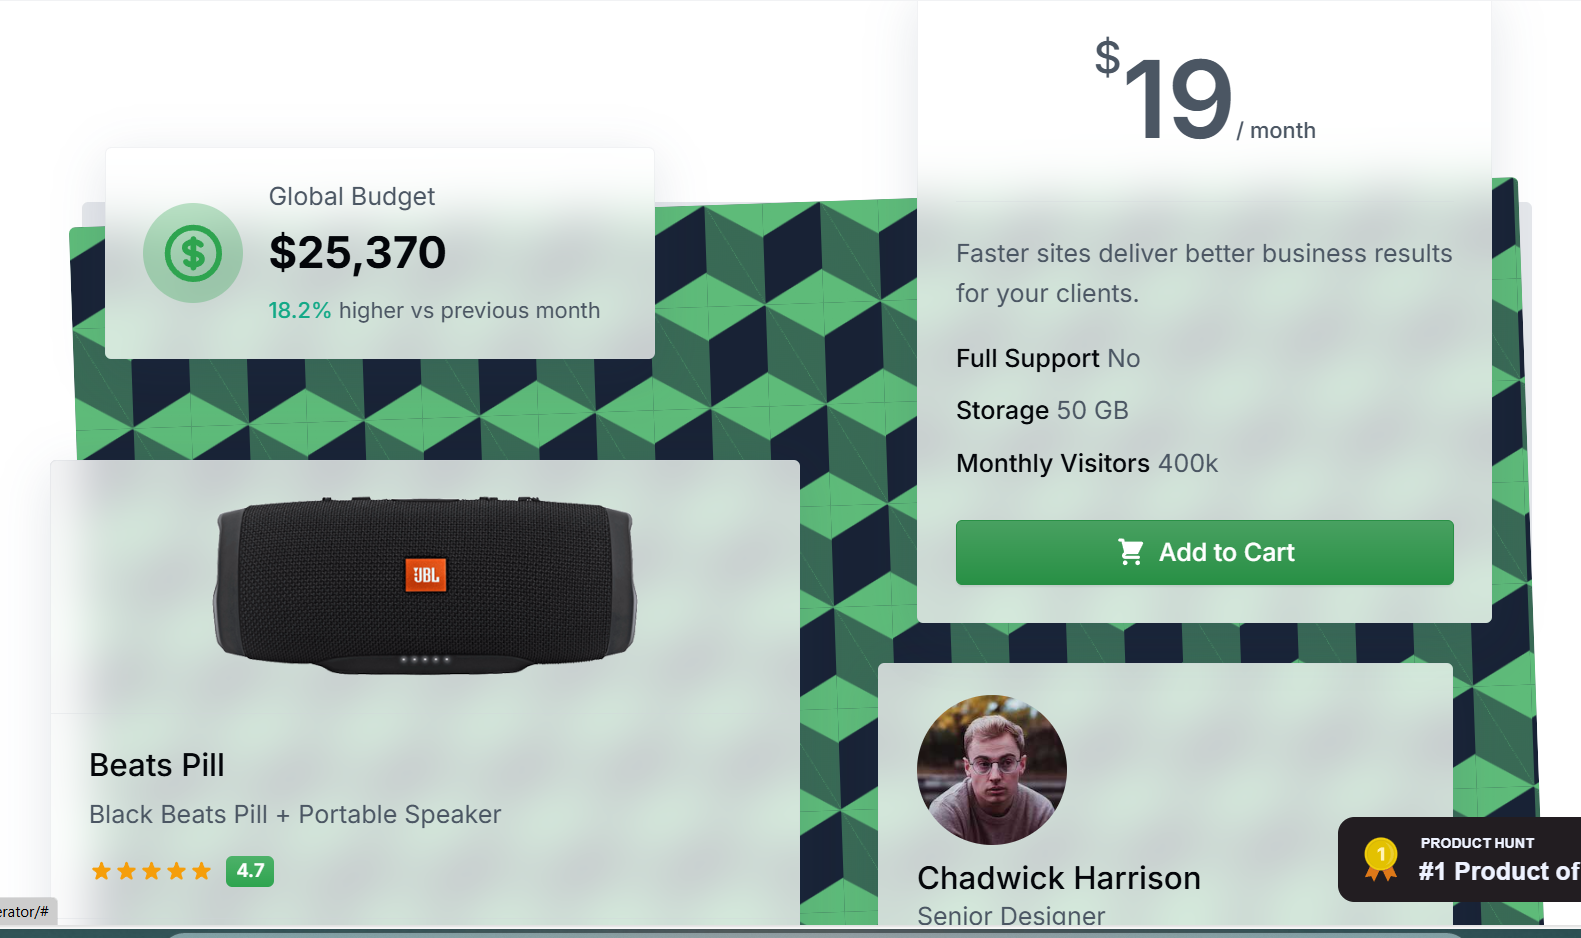 $19 / month
Global Budget
$25,370
18.2% higher vs previous month
Faster sites deliver better business results
for your clients.
Full Support No
Storage 50 GB
Monthly Visitors 400k
Add to Cart
JBL
Beats Pill
Black Beats Pill + Portable Speaker
4.7
Chadwick Harrison
Senior Designer
1
PRODUCT HUNT
#1 Product of
erator/#